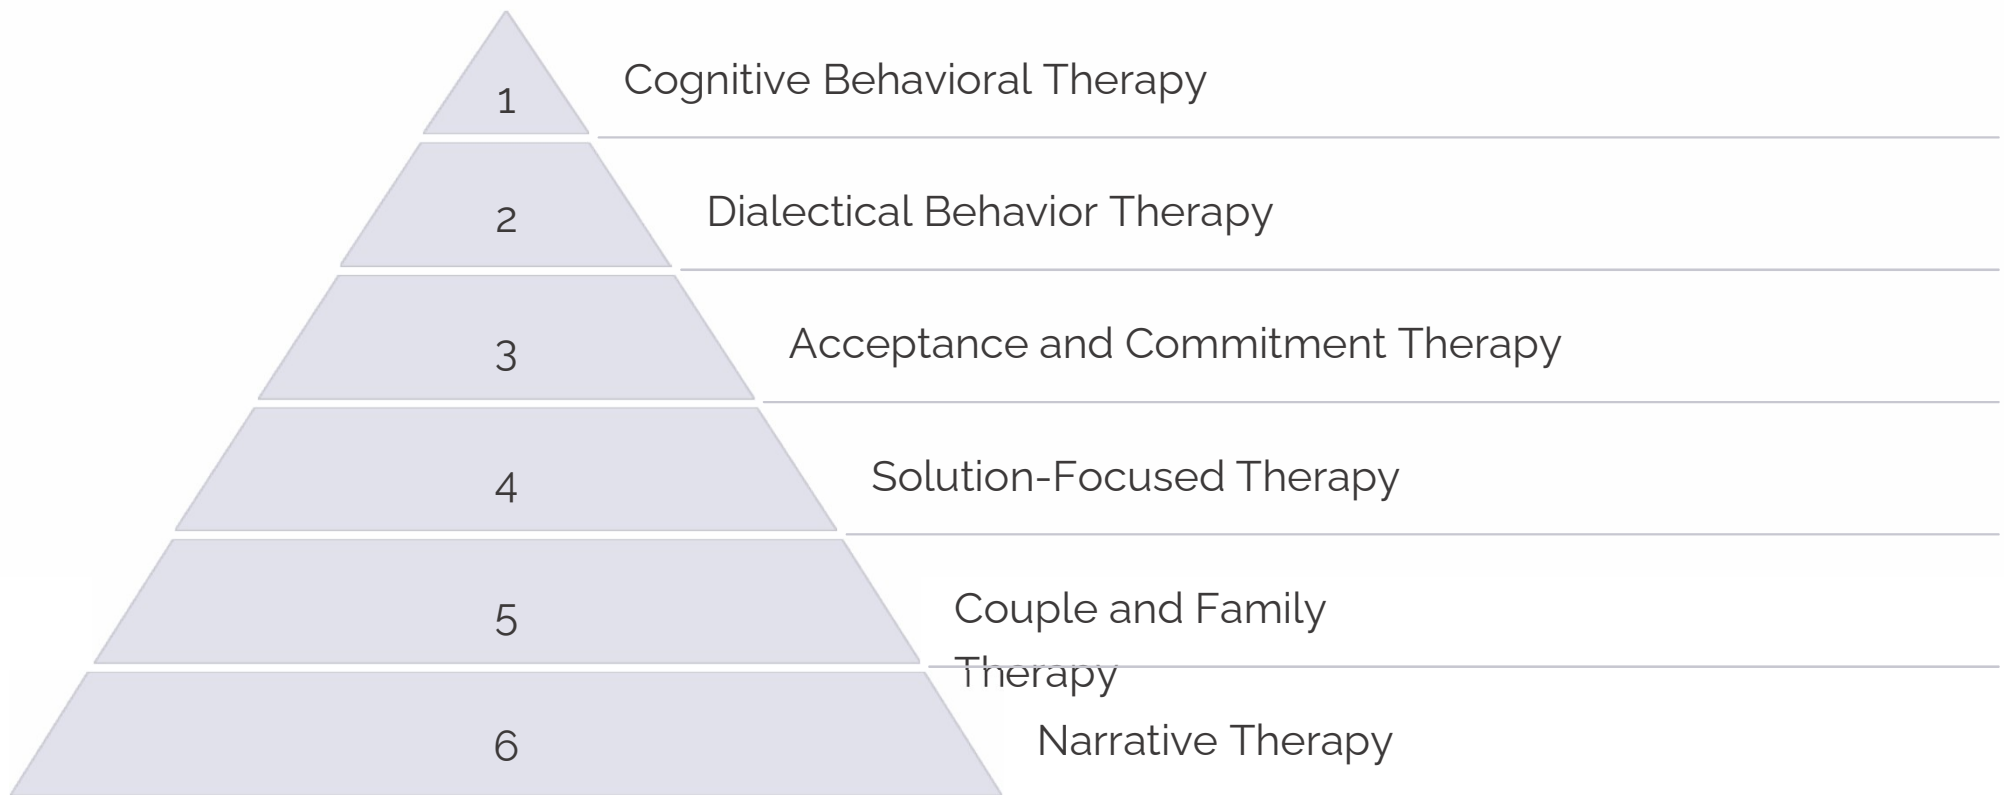 1
Cognitive Behavioral Therapy
2
Dialectical Behavior Therapy
3
Acceptance and Commitment Therapy
4
Solution-Focused Therapy
5
Couple and Family
Therapy
6
Narrative Therapy